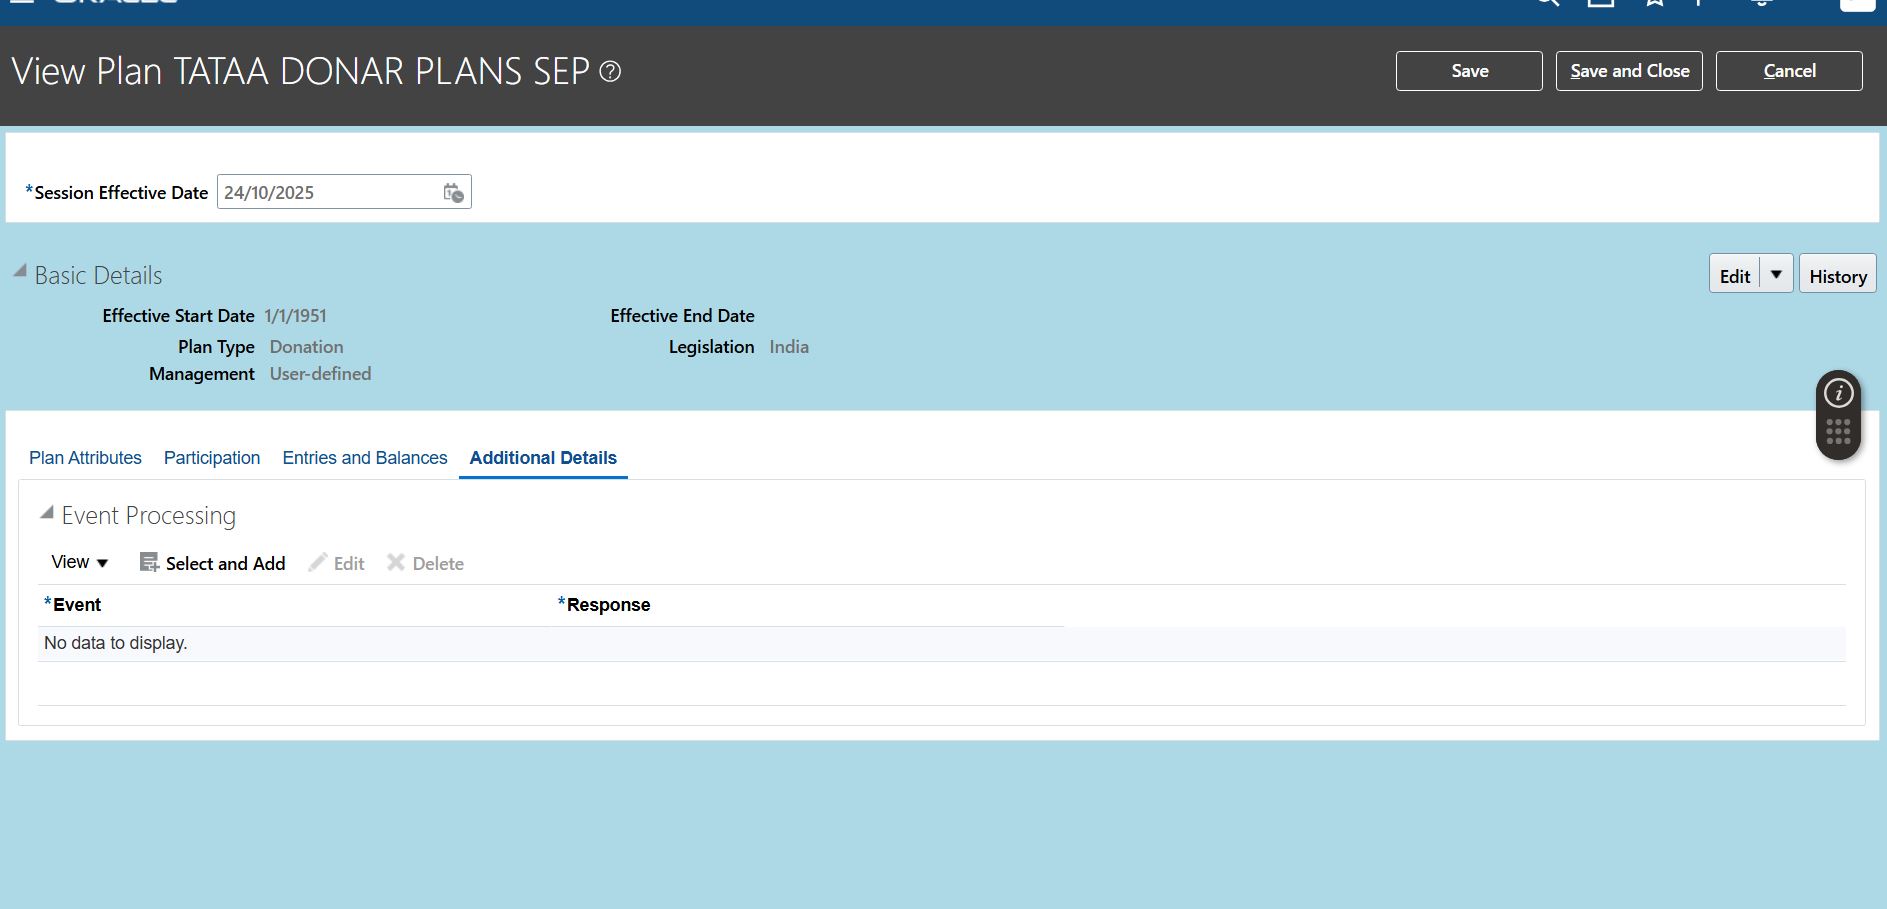 View Plan TATAA DONAR PLANS SEP
Save
Save and Close
Cancel
*Session Effective Date 24/10/2025
Basic Details
Edit
History
Effective Start Date 1/1/1951
Effective End Date
Plan Type Donation
Legislation India
Management User-defined
Plan Attributes
Participation
Entries and Balances
Additional Details
Event Processing
View
Select and Add
Edit
Delete
*Event
*Response
No data to display.